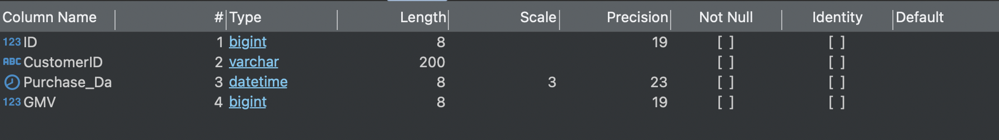 Column Name # Type Length Scale Precision Not Null Identity Default
123 ID 1 bigint 8 19 [ ] [ ]
ABC CustomerID 2 varchar 200 [ ] [ ]
Purchase_Da 3 datetime 8 3 23 [ ] [ ]
123 GMV 4 bigint 8 19 [ ] [ ]